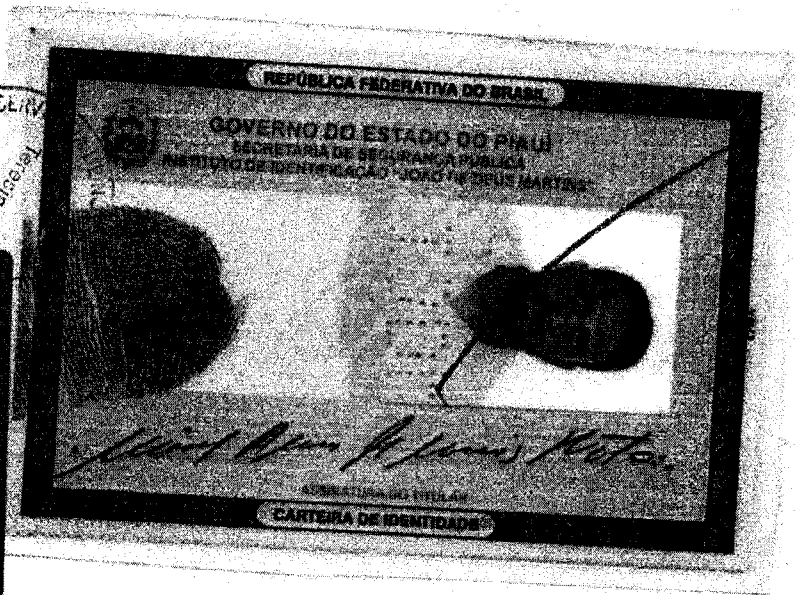 REPÚBLICA FEDERATIVA DO BRASIL
GOVERNO DO ESTADO DO PIAUÍ
SECRETARIA DE SEGURANÇA PÚBLICA
INSTITUTO DE IDENTIFICAÇÃO "JOÃO DE DEUS MARTINS"
ASSINATURA DO TITULAR
CARTEIRA DE IDENTIDADE